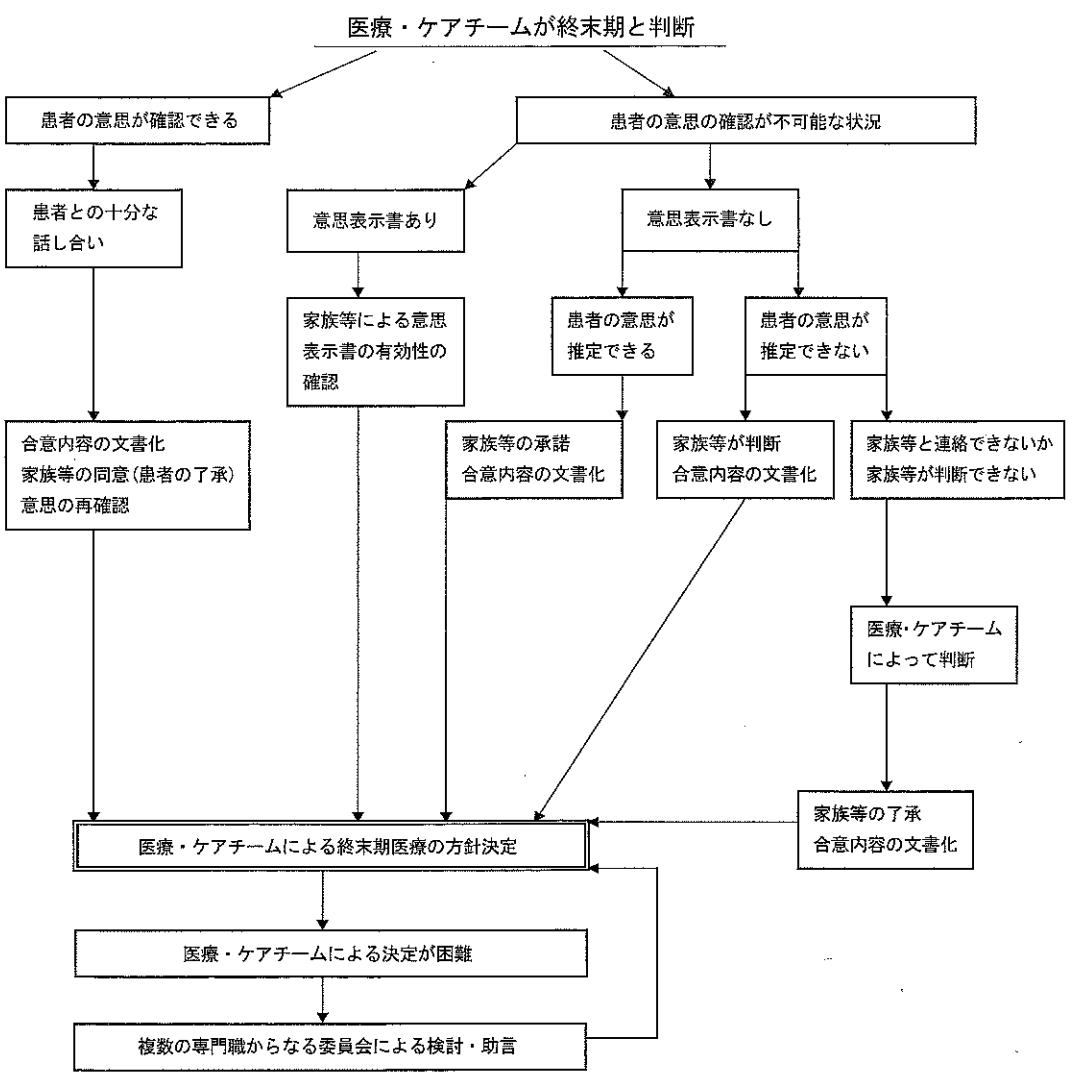 医療・ケアチームが終末期と判断
患者の意思が確認できる
患者の意思の確認が不可能な状況
患者との十分な
話し合い
意思表示書あり
意思表示書なし
家族等による意思
表示書の有効性の
確認
患者の意思が
推定できる
患者の意思が
推定できない
合意内容の文書化
家族等の同意(患者の了承)
意思の再確認
家族等の承諾
合意内容の文書化
家族等が判断
合意内容の文書化
家族等と連絡できないか
家族等が判断できない
医療・ケアチーム
によって判断
家族等の了承
合意内容の文書化
医療・ケアチームによる終末期医療の方針決定
医療・ケアチームによる決定が困難
複数の専門職からなる委員会による検討・助言